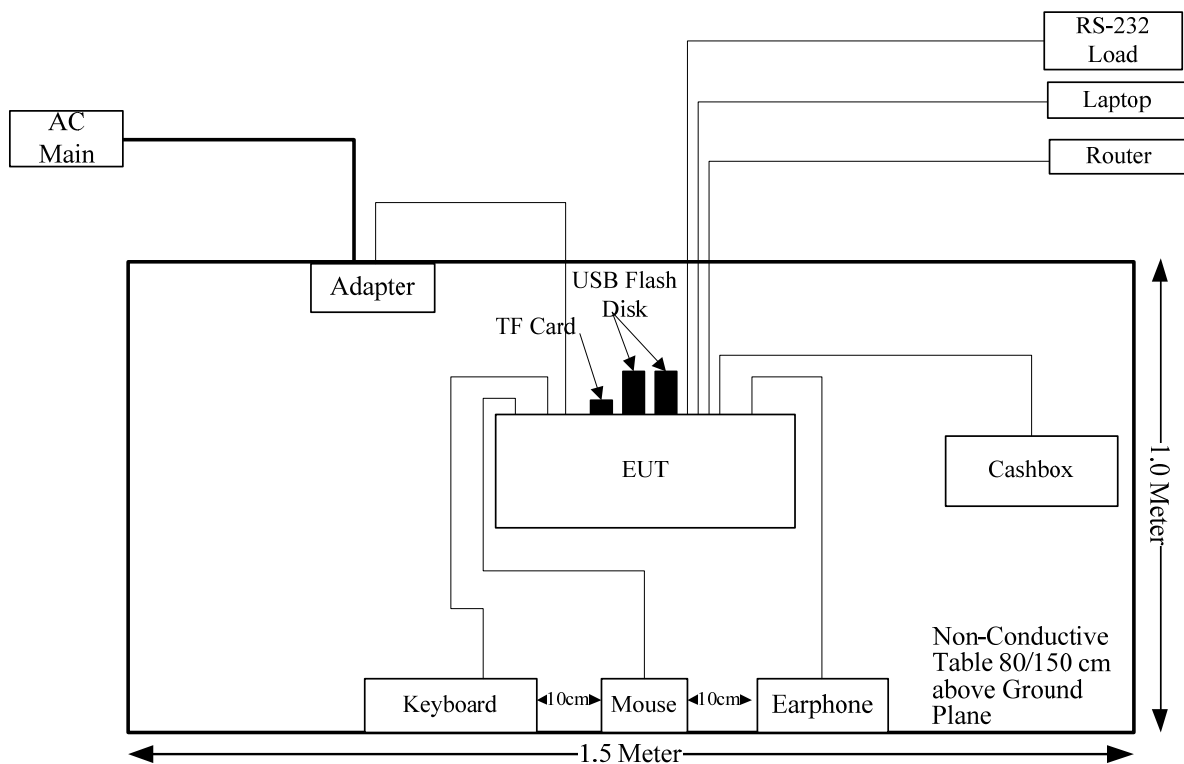 RS-232
Load
Laptop
AC
Main
Router
Adapter
USB Flash
Disk
TF Card
EUT
Cashbox
1.0 Meter
Non-Conductive
Table 80/150 cm
above Ground
Plane
Keyboard
10cm
Mouse
10cm
Earphone
1.5 Meter